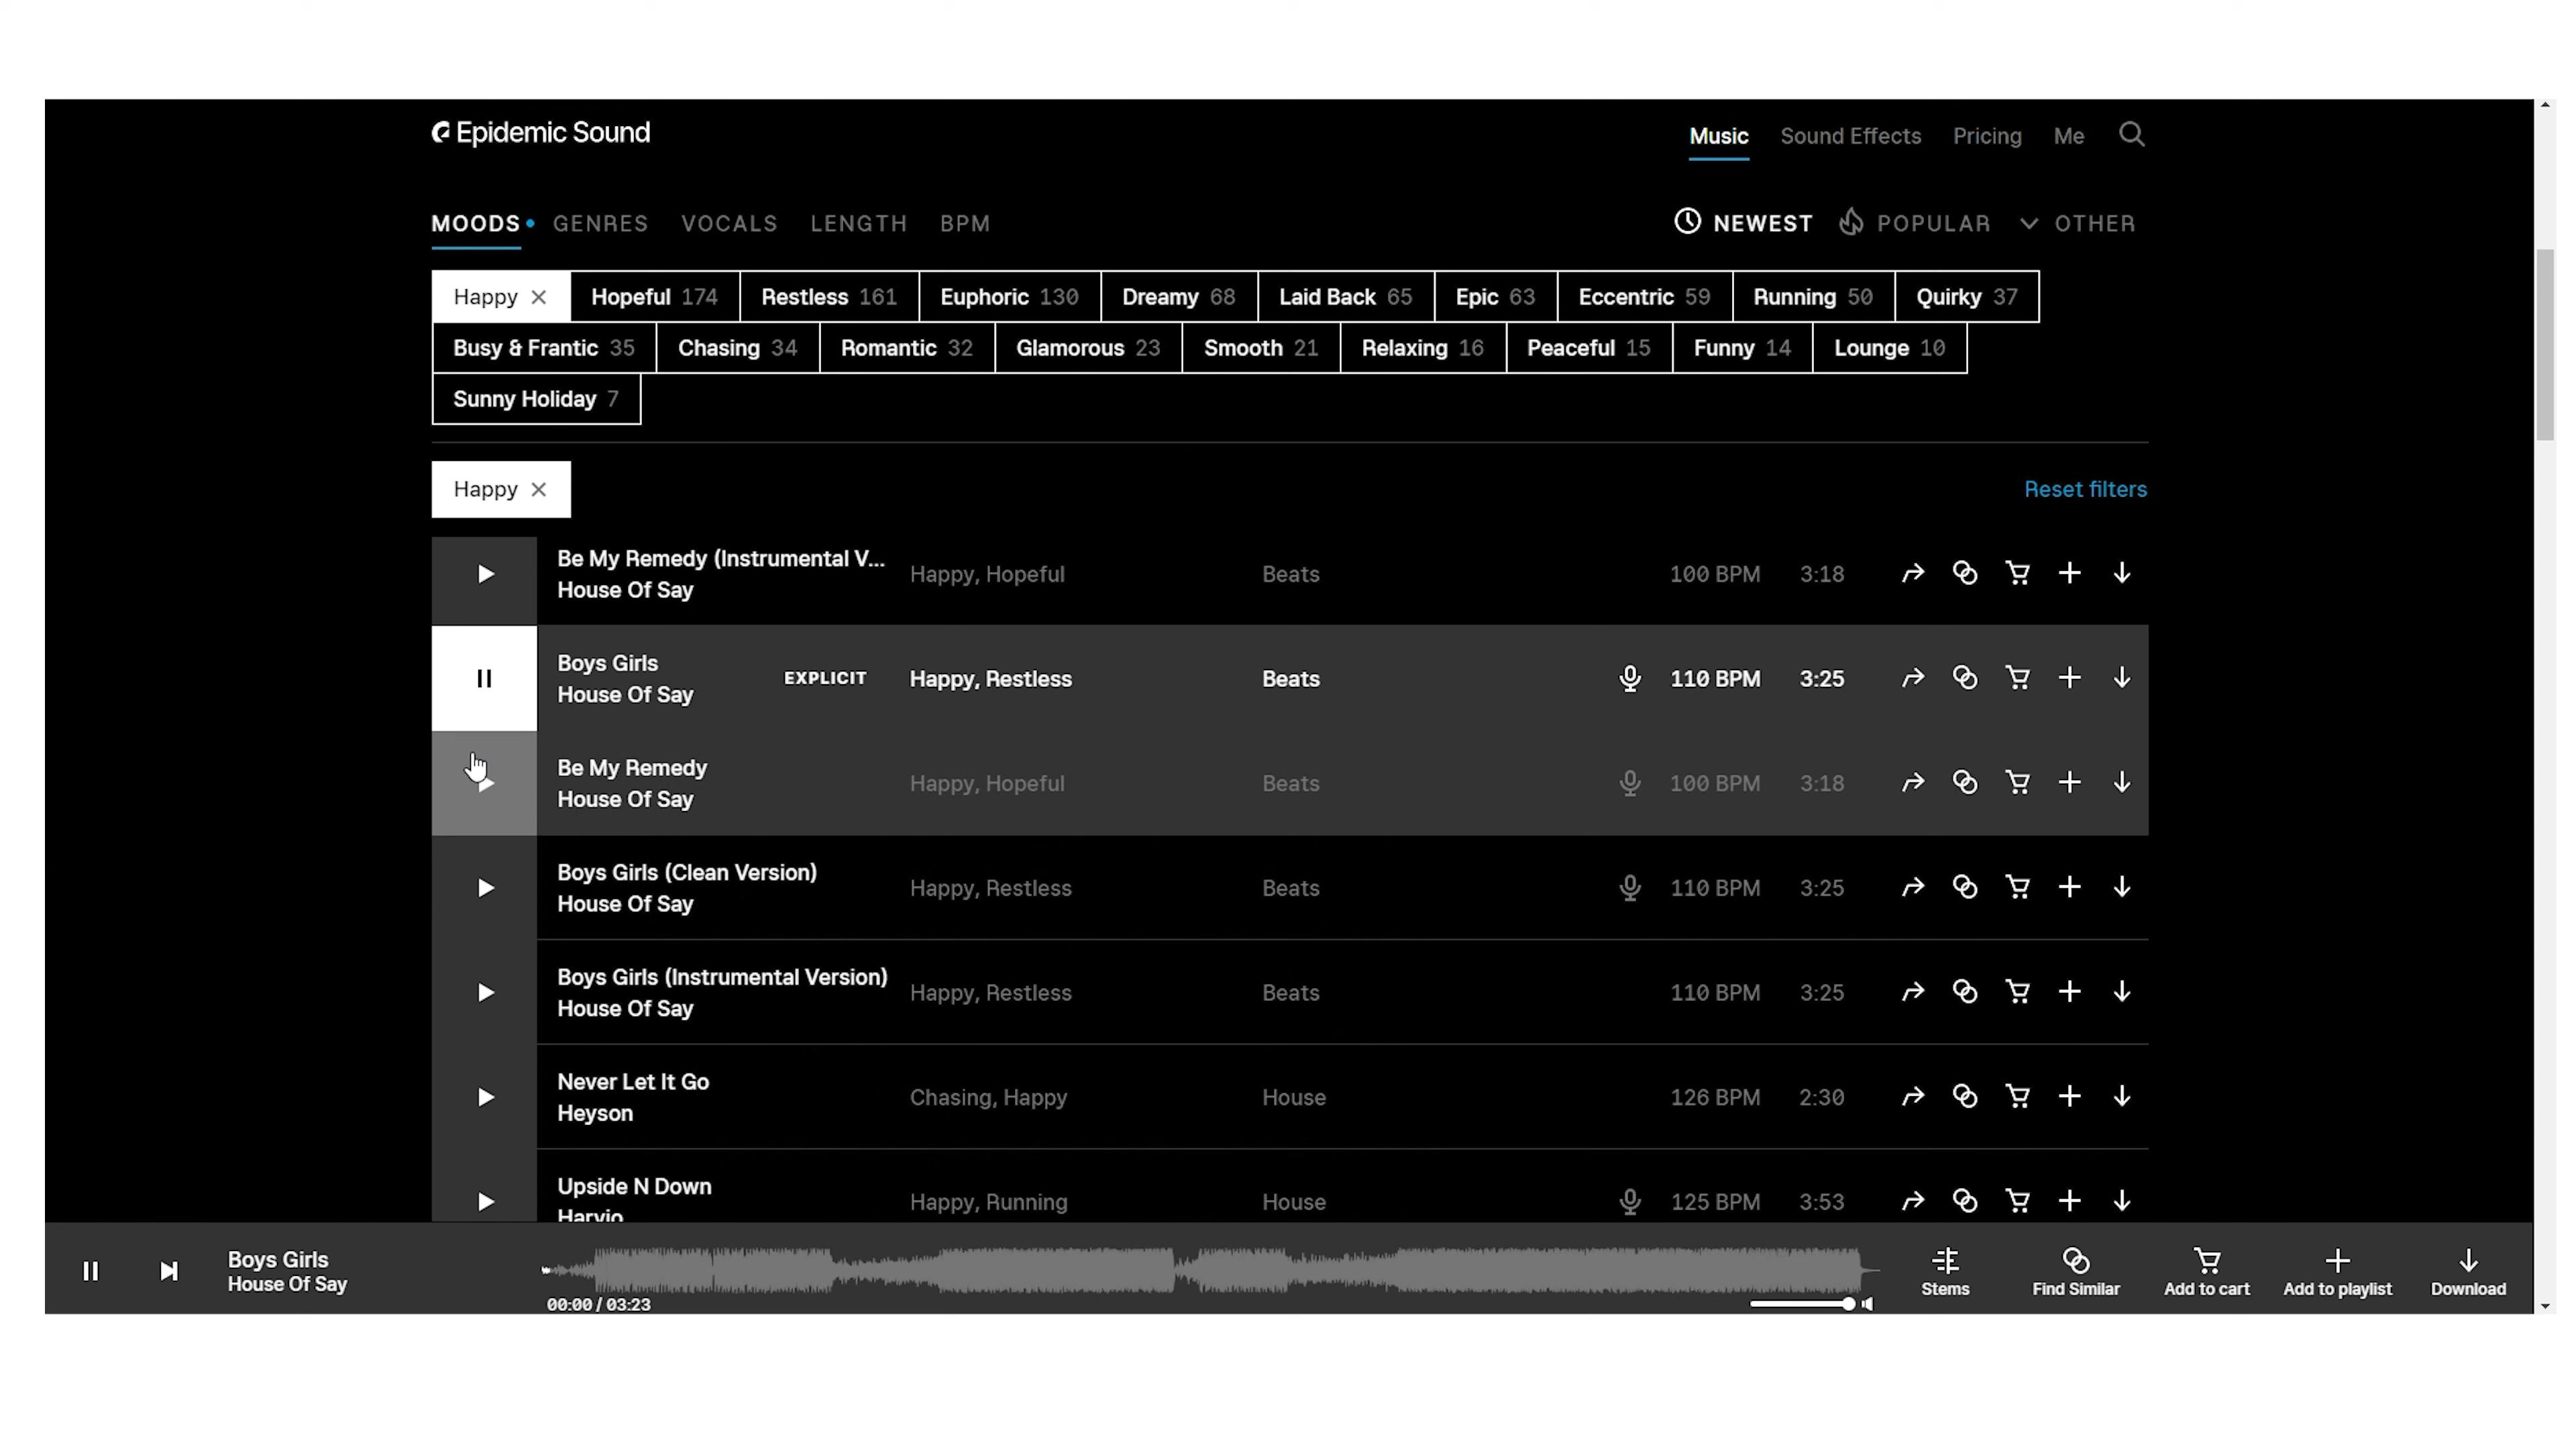 Epidemic Sound
Music Sound Effects Pricing Me
MOODS GENRES VOCALS LENGTH BPM NEWEST POPULAR OTHER
Happy Hopeful 174 Restless 161 Euphoric 130 Dreamy 68 Laid Back 65 Epic 63 Eccentric 59 Running 50 Quirky 37
Busy & Frantic 35 Chasing 34 Romantic 32 Glamorous 23 Smooth 21 Relaxing 16 Peaceful 15 Funny 14 Lounge 10
Sunny Holiday 7
Happy Reset filters
Be My Remedy (Instrumental V... Happy, Hopeful Beats 100 BPM 3:18
House Of Say
Boys Girls EXPLICIT Happy, Restless Beats 110 BPM 3:25
House Of Say
Be My Remedy Happy, Hopeful Beats 100 BPM 3:18
House Of Say
Boys Girls (Clean Version) Happy, Restless Beats 110 BPM 3:25
House Of Say
Boys Girls (Instrumental Version) Happy, Restless Beats 110 BPM 3:25
House Of Say
Never Let It Go Chasing, Happy House 126 BPM 2:30
Heyson
Upside N Down Happy, Running House 125 BPM 3:53
Harvio
Boys Girls
House Of Say
00:00 / 03:23
Stems Find Similar Add to cart Add to playlist Download